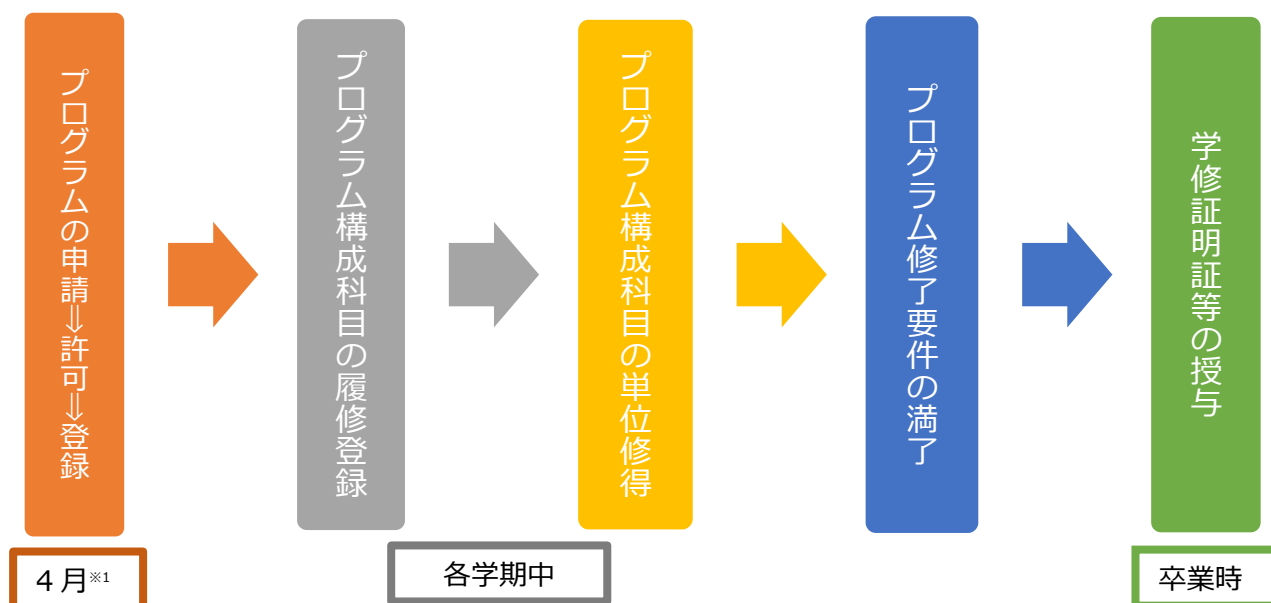 プログラムの申請⇒許可⇒登録
プログラム構成科目の履修登録
プログラム構成科目の単位修得
プログラム修了要件の満了
学修証明証等の授与
4月※1
各学期中
卒業時